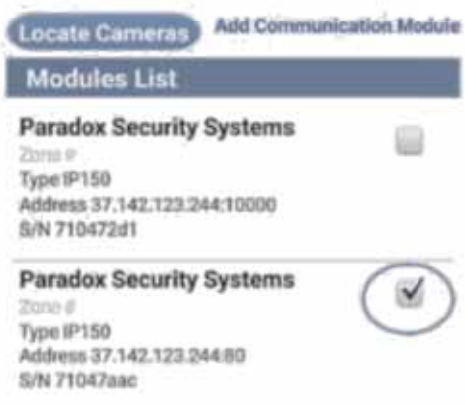 Locate Cameras Add Communication Module
Modules List
Paradox Security Systems
Zone #
Type IP150
Address 37.142.123.244:10000
S/N 710472d1
Paradox Security Systems
Zone #
Type IP150
Address 37.142.123.244:80
S/N 71047aac